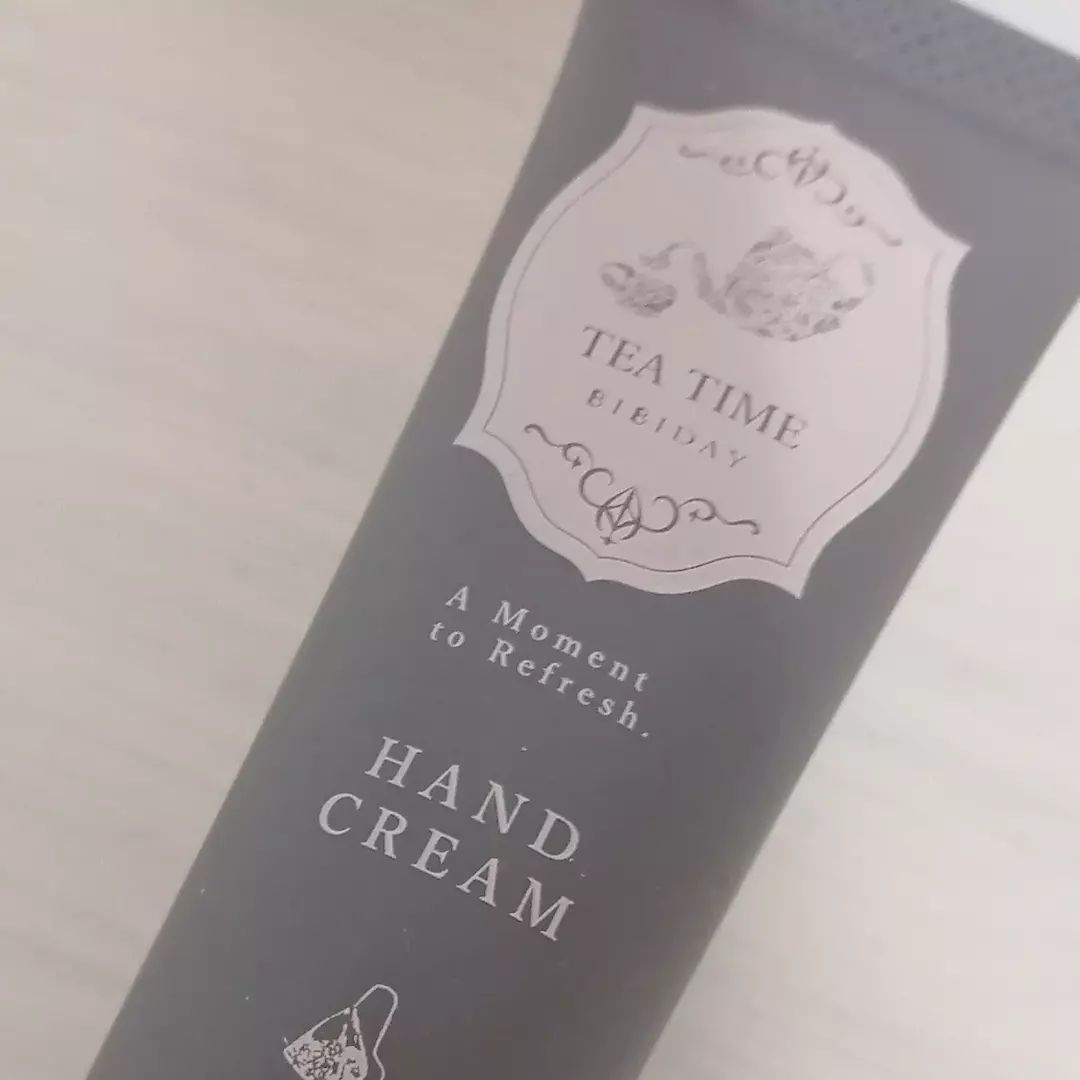 TEA TIME
BIBIDAY
A Moment
to Refresh.
HAND
CREAM